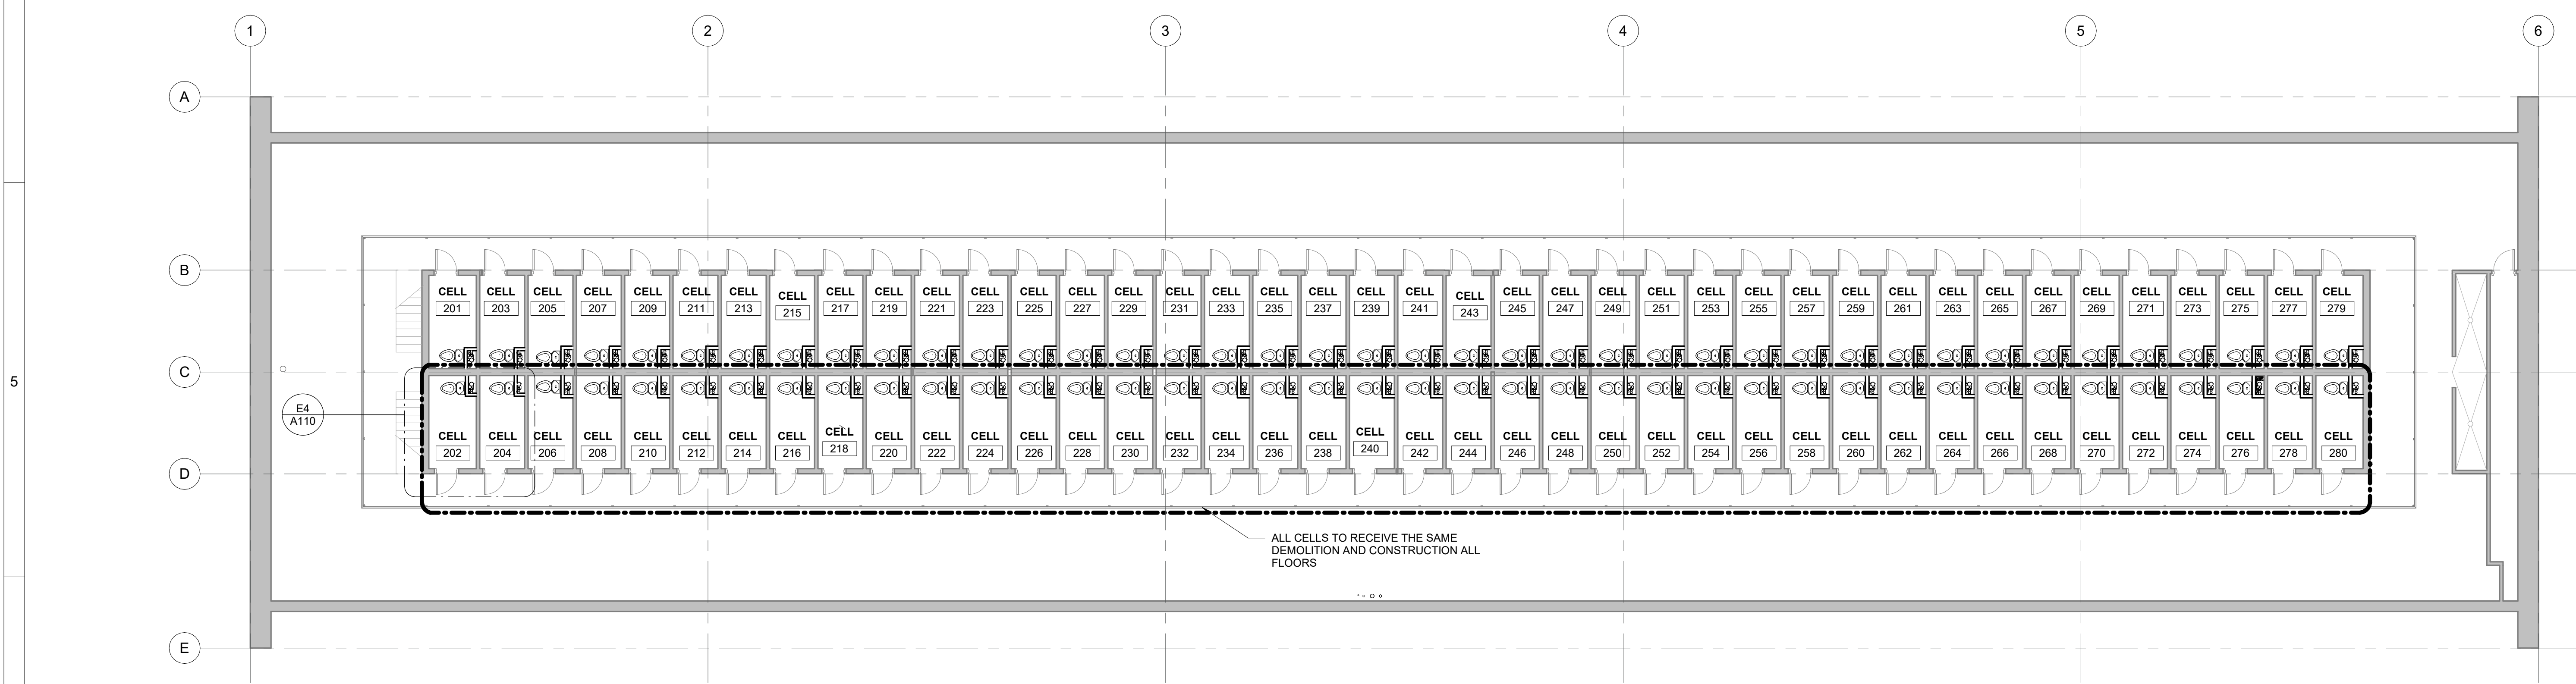 1 2 3 4 5 6
A
B
CELL CELL CELL CELL CELL CELL CELL CELL CELL CELL CELL CELL CELL CELL CELL CELL CELL CELL CELL CELL CELL CELL CELL CELL CELL CELL CELL CELL CELL CELL CELL CELL CELL CELL CELL CELL CELL CELL CELL CELL
201 203 205 207 209 211 213 215 217 219 221 223 225 227 229 231 233 235 237 239 241 243 245 247 249 251 253 255 257 259 261 263 265 267 269 271 273 275 277 279
C
5
E4
A110
CELL CELL CELL CELL CELL CELL CELL CELL CELL CELL CELL CELL CELL CELL CELL CELL CELL CELL CELL CELL CELL CELL CELL CELL CELL CELL CELL CELL CELL CELL CELL CELL CELL CELL CELL CELL CELL CELL CELL CELL
202 204 206 208 210 212 214 216 218 220 222 224 226 228 230 232 234 236 238 240 242 244 246 248 250 252 254 256 258 260 262 264 266 268 270 272 274 276 278 280
D
ALL CELLS TO RECEIVE THE SAME
DEMOLITION AND CONSTRUCTION ALL
FLOORS
E